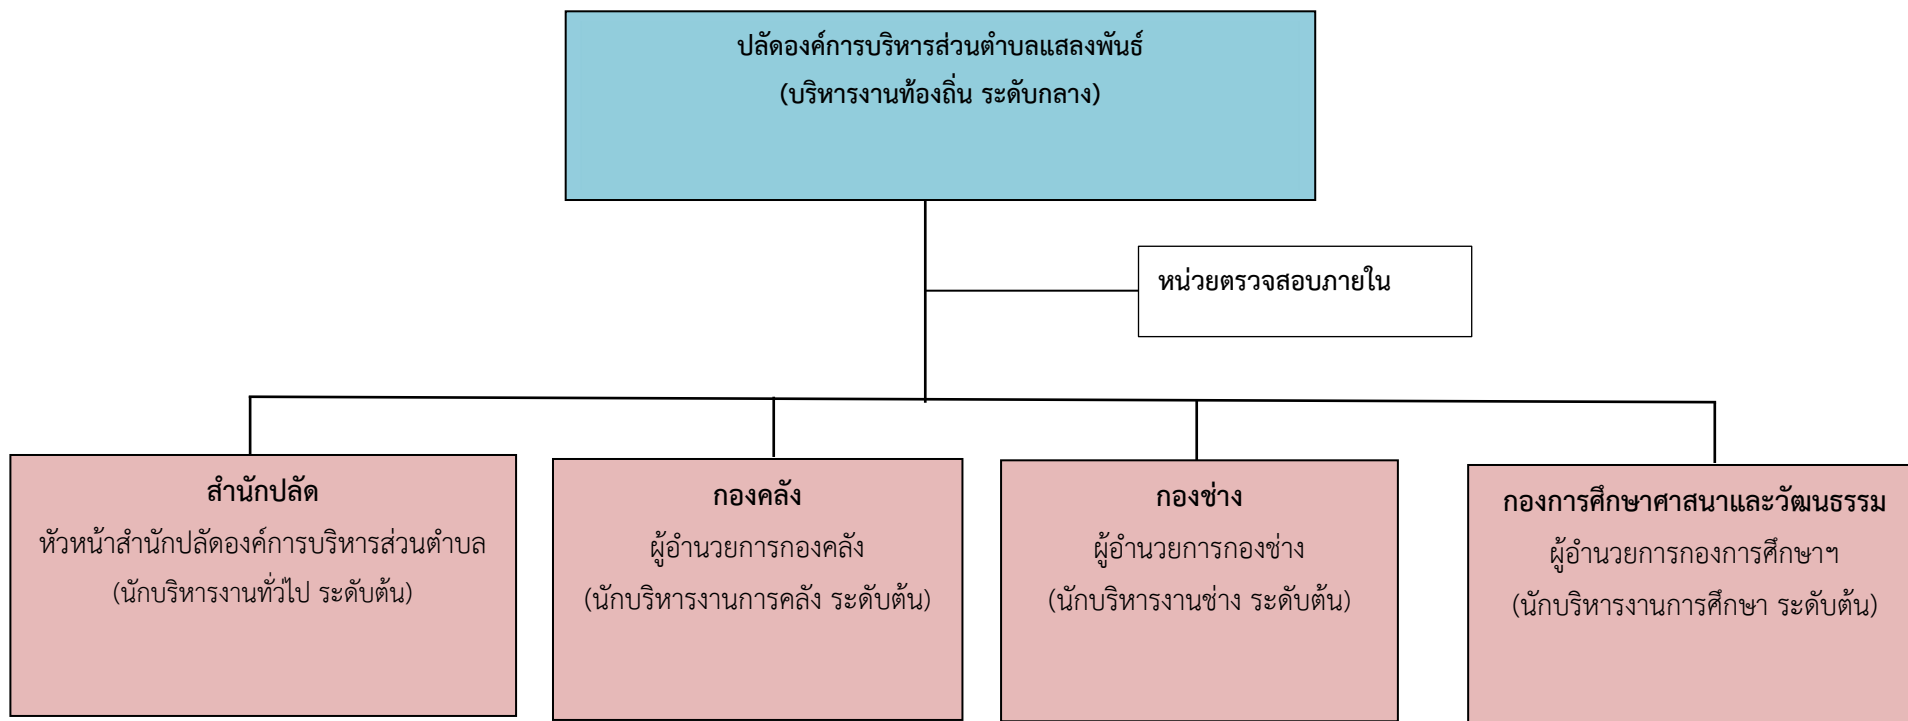 ปลัดองค์การบริหารส่วนตำบลแสลงพันธ์
(บริหารงานท้องถิ่น ระดับกลาง)
หน่วยตรวจสอบภายใน
สำนักปลัด
หัวหน้าสำนักปลัดองค์การบริหารส่วนตำบล
(นักบริหารงานทั่วไป ระดับต้น)
กองคลัง
ผู้อำนวยการกองคลัง
(นักบริหารงานการคลัง ระดับต้น)
กองช่าง
ผู้อำนวยการกองช่าง
(นักบริหารงานช่าง ระดับต้น)
กองการศึกษาศาสนาและวัฒนธรรม
ผู้อำนวยการกองการศึกษาฯ
(นักบริหารงานการศึกษา ระดับต้น)